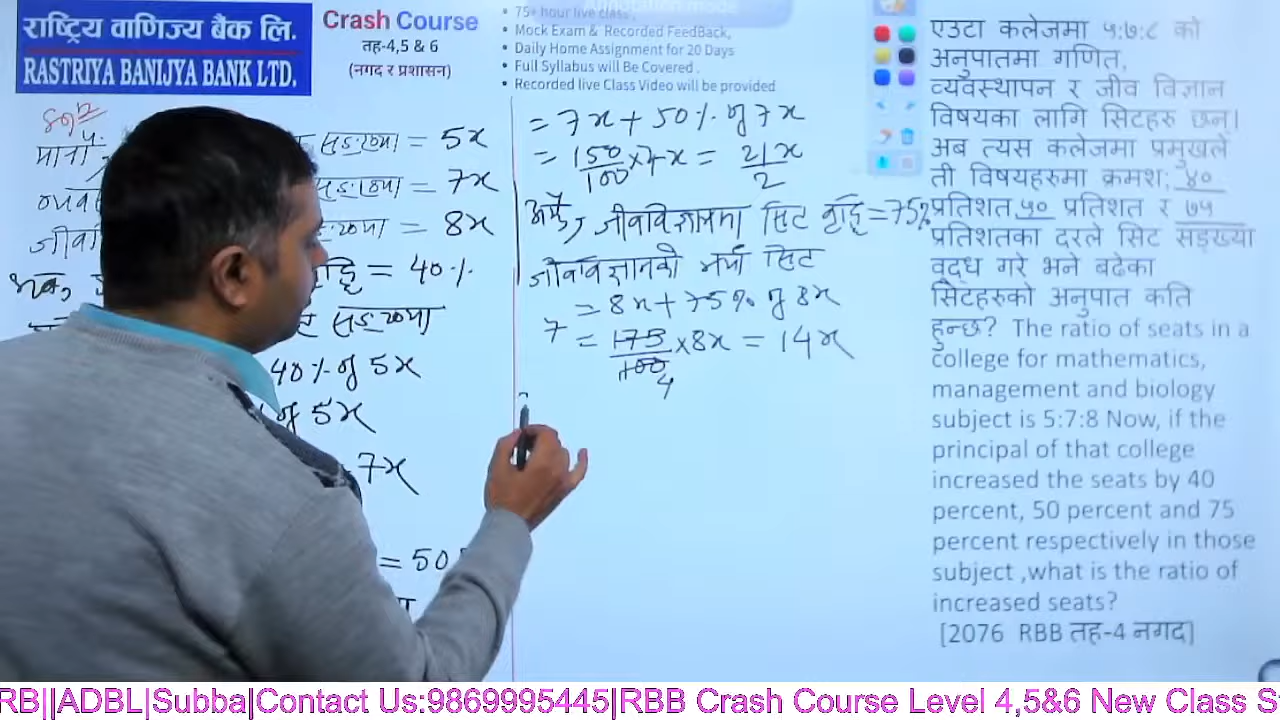 राष्ट्रिय वाणिज्य बैंक लि.
RASTRIYA BANIJYA BANK LTD.
Crash Course
तह-4,5 & 6
(नगद र प्रशासन)
• 75+ hour live class ,
• Mock Exam & Recorded FeedBack,
• Daily Home Assignment for 20 Days
• Full Syllabus will Be Covered .
• Recorded live Class Video will be provided
सङ्ख्या = 5x
= 7x
= 8x
= 40%
सङ्ख्या
40% of 5x
of 5x
7x
= 50
= 7x + 50% of 7x
= 150/100 × 7x = 21x/2
अर्को, जीवविज्ञानमा सिट वृद्धि = 75%
जीवविज्ञानको नयाँ सिट
= 8x + 75% of 8x
7 = 175/100 × 8x = 14x
4
एउटा कलेजमा ५:७:८ को
अनुपातमा गणित,
व्यवस्थापन र जीव विज्ञान
विषयका लागि सिटहरु छन्।
अब त्यस कलेजमा प्रमुखले
ती विषयहरुमा क्रमश: ४०
प्रतिशत ५० प्रतिशत र ७५
प्रतिशतका दरले सिट सङ्ख्या
वृद्ध गरे भने बढेका
सिटहरुको अनुपात कति
हुन्छ? The ratio of seats in a
college for mathematics,
management and biology
subject is 5:7:8 Now, if the
principal of that college
increased the seats by 40
percent, 50 percent and 75
percent respectively in those
subject ,what is the ratio of
increased seats?
[2076 RBB तह-4 नगद]
RB||ADBL|Subba|Contact Us:9869995445|RBB Crash Course Level 4,5&6 New Class S